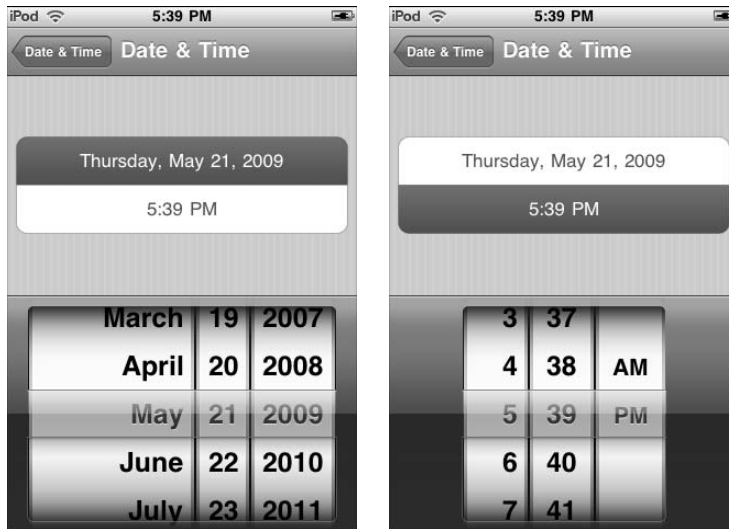 iPod 5:39 PM
Date & Time Date & Time
Thursday, May 21, 2009
5:39 PM
March 19 2007
April 20 2008
May 21 2009
June 22 2010
July 23 2011
iPod 5:39 PM
Date & Time Date & Time
Thursday, May 21, 2009
5:39 PM
3 37
4 38 AM
5 39 PM
6 40
7 41